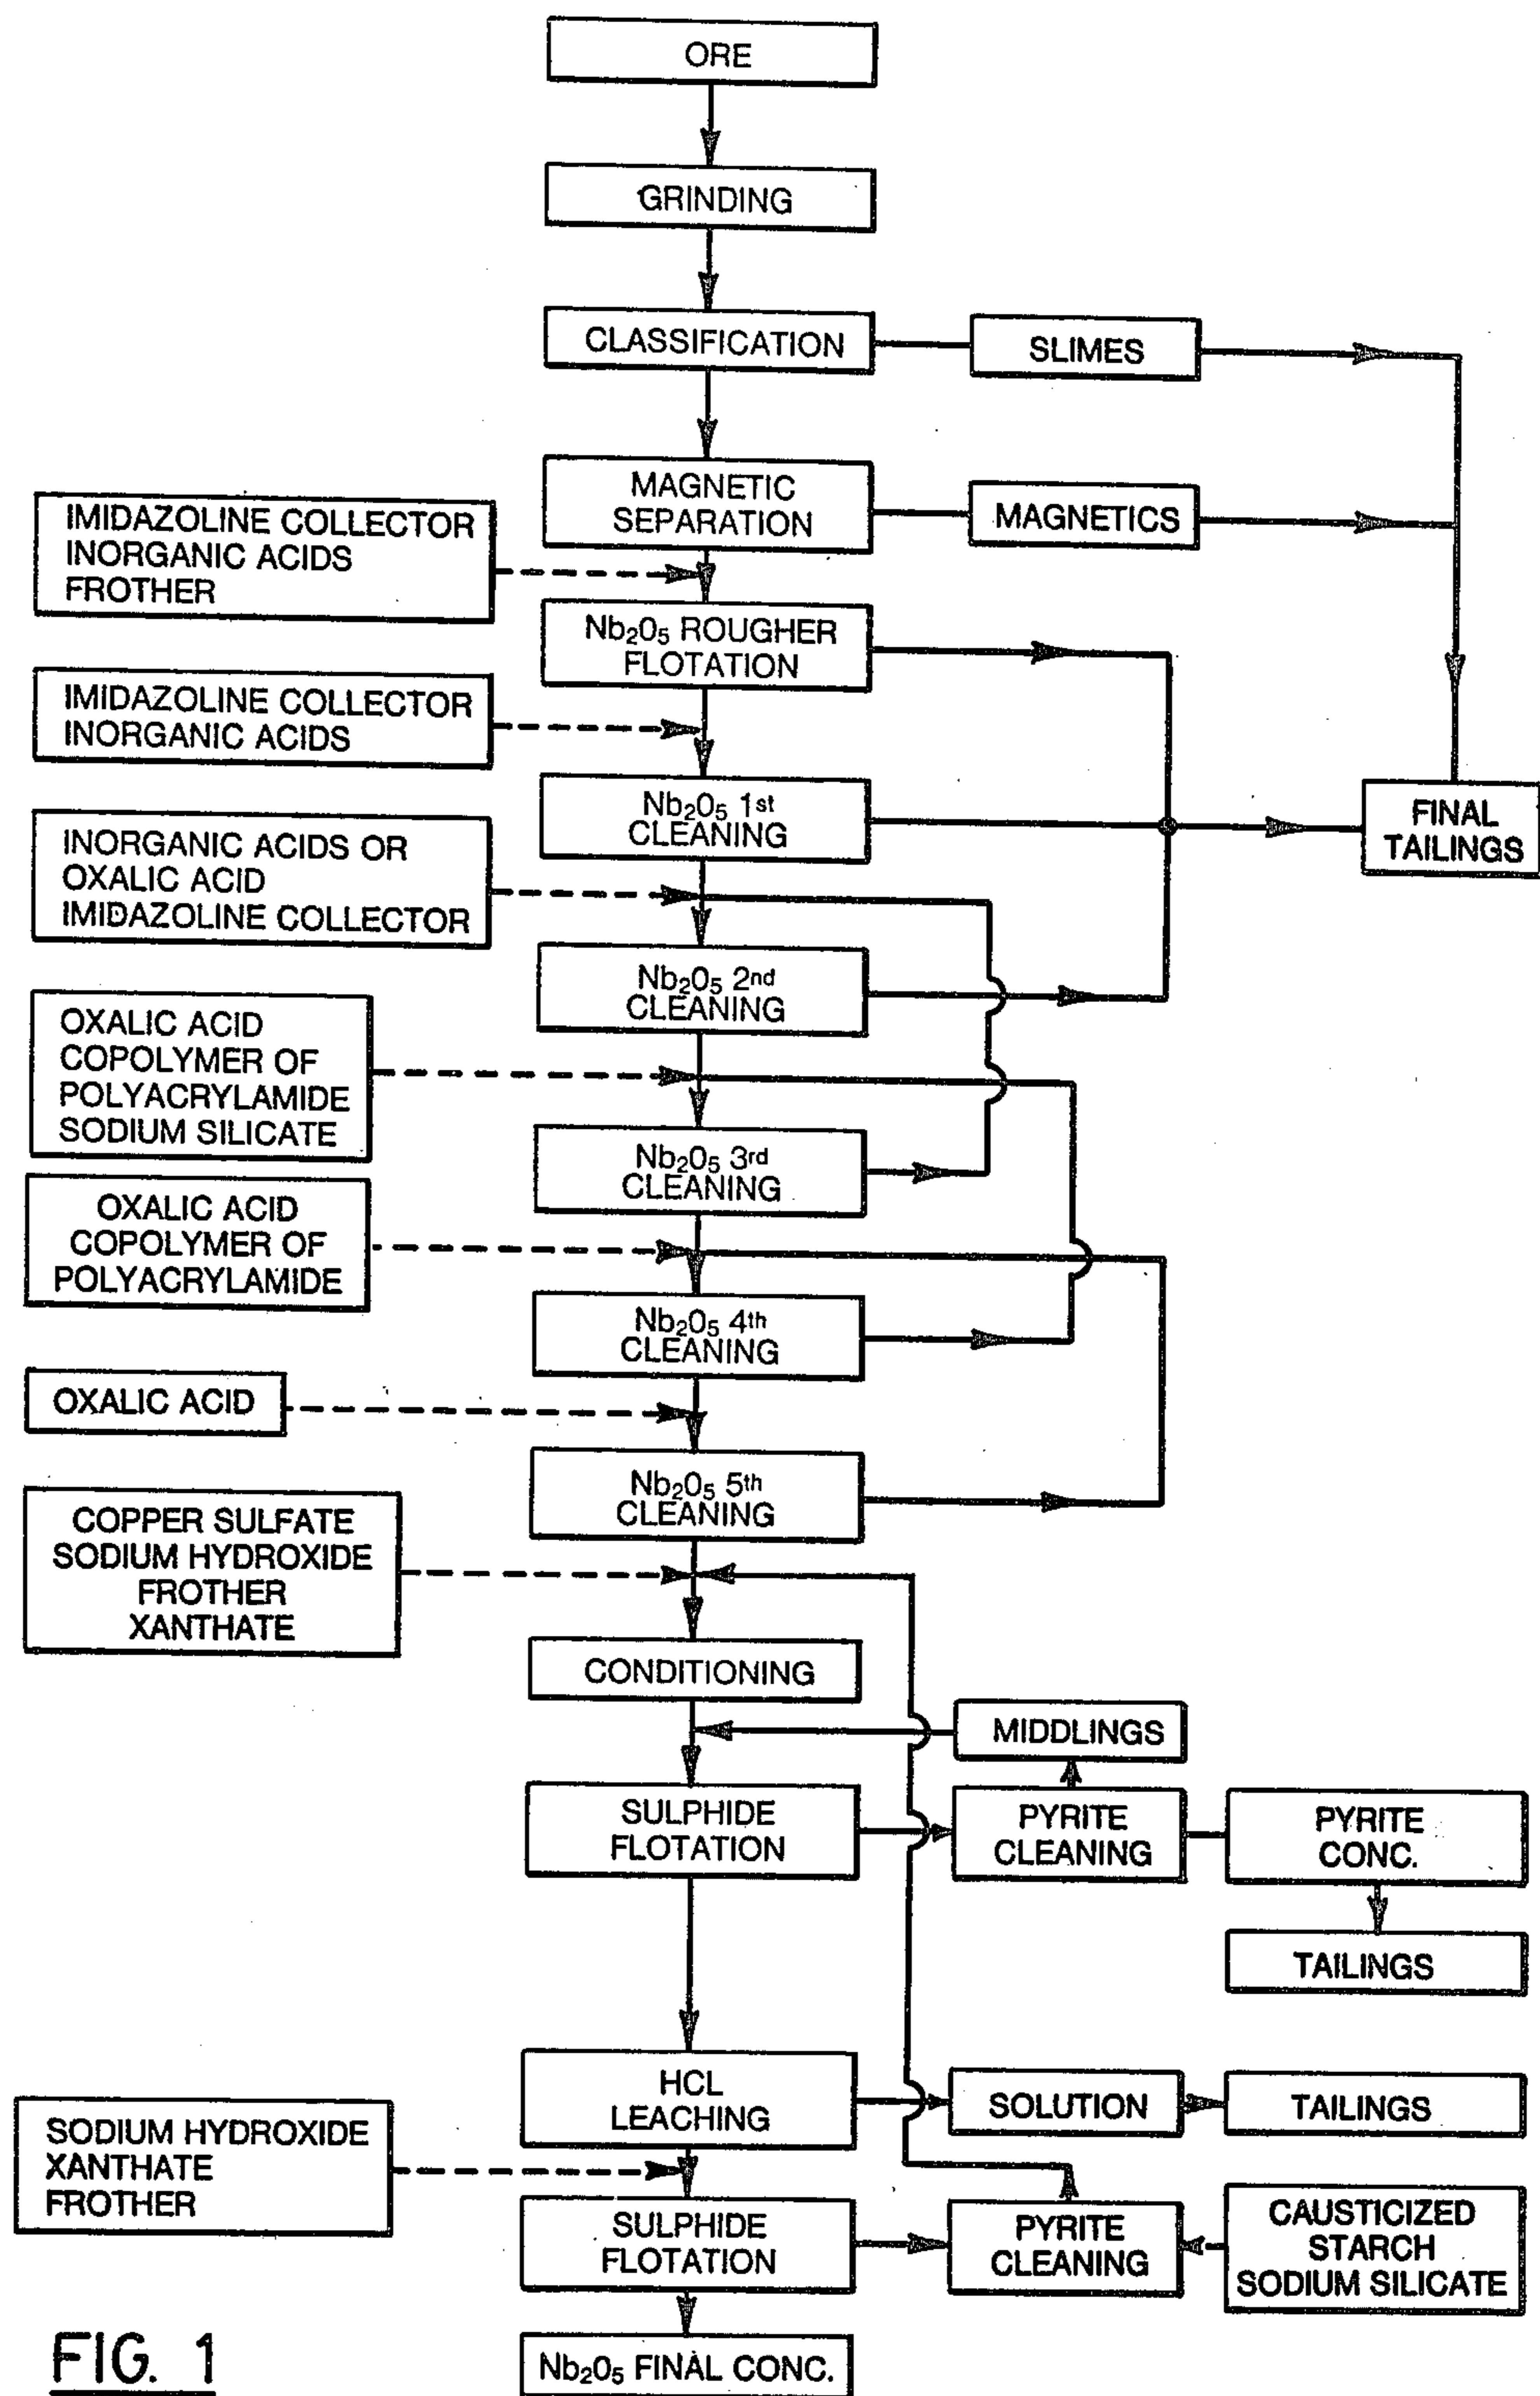 ORE
GRINDING
CLASSIFICATION
SLIMES
MAGNETIC
SEPARATION
MAGNETICS
IMIDAZOLINE COLLECTOR
INORGANIC ACIDS
FROTHER
Nb₂O₅ ROUGHER
FLOTATION
IMIDAZOLINE COLLECTOR
INORGANIC ACIDS
Nb₂O₅ 1st
CLEANING
FINAL
TAILINGS
INORGANIC ACIDS OR
OXALIC ACID
IMIDAZOLINE COLLECTOR
Nb₂O₅ 2nd
CLEANING
OXALIC ACID
COPOLYMER OF
POLYACRYLAMIDE
SODIUM SILICATE
Nb₂O₅ 3rd
CLEANING
OXALIC ACID
COPOLYMER OF
POLYACRYLAMIDE
Nb₂O₅ 4th
CLEANING
OXALIC ACID
Nb₂O₅ 5th
CLEANING
COPPER SULFATE
SODIUM HYDROXIDE
FROTHER
XANTHATE
CONDITIONING
MIDDLINGS
SULPHIDE
FLOTATION
PYRITE
CLEANING
PYRITE
CONC.
TAILINGS
HCL
LEACHING
SOLUTION
TAILINGS
SODIUM HYDROXIDE
XANTHATE
FROTHER
SULPHIDE
FLOTATION
PYRITE
CLEANING
CAUSTICIZED
STARCH
SODIUM SILICATE
Nb₂O₅ FINAL CONC.
FIG. 1